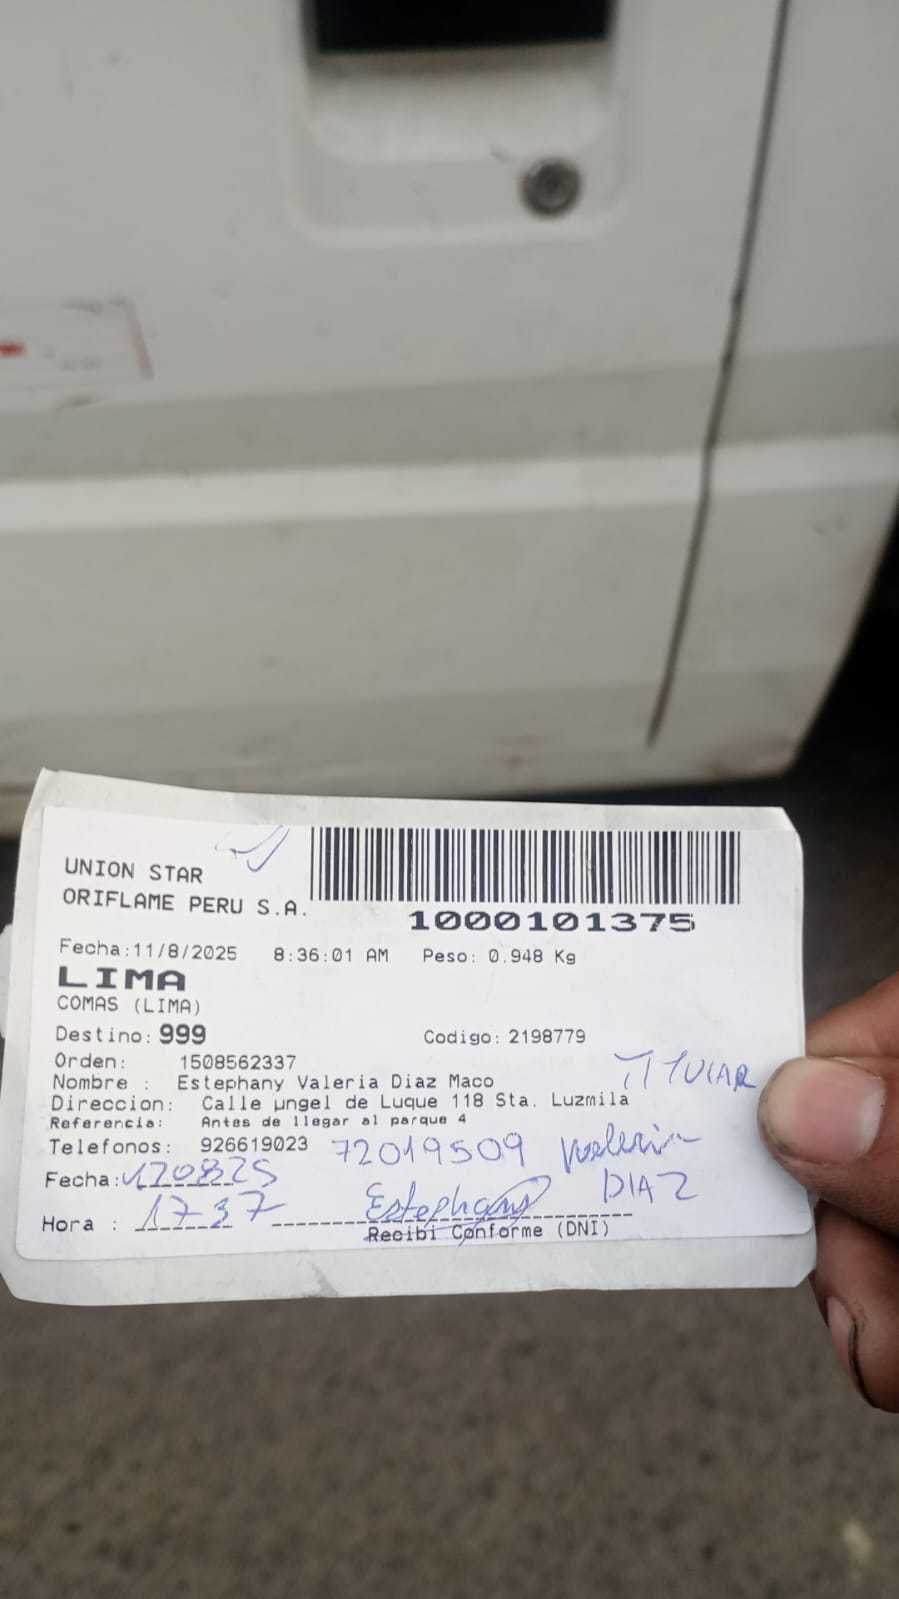 UNION STAR
ORIFLAME PERU S.A.
1000101375
Fecha:11/8/2025 8:36:01 AM Peso: 0.948 Kg
LIMA
COMAS (LIMA)
Destino: 999 Codigo: 2198779
Orden: 1508562337
TITULAR
Nombre : Estephany Valeria Diaz Maco
Direccion: Calle µngel de Luque 118 Sta. Luzmila
Referencia: Antes de llegar al parque 4
Telefonos: 926619023 72019509 Valeria
Fecha: 120825 DIAZ
Hora : 17 37 Estephany
Recibi Conforme (DNI)